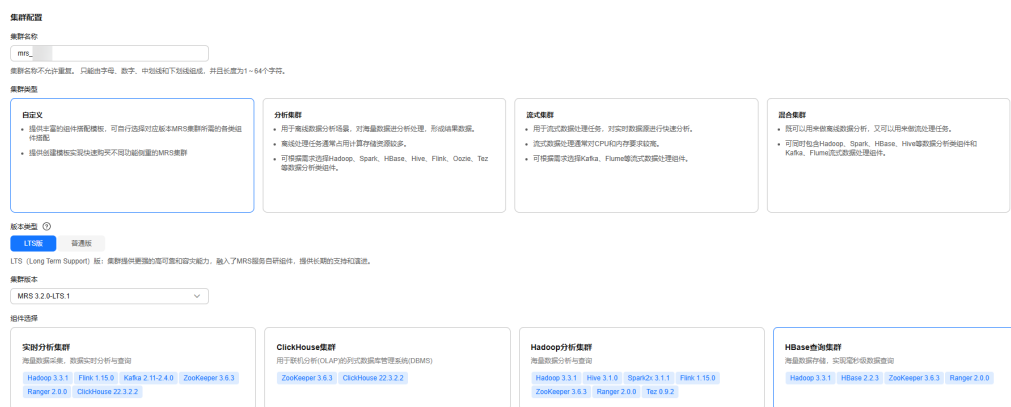 集群配置
集群名称
mrs_
集群名称不允许重复。 只能由字母、数字、中划线和下划线组成，并且长度为1～64个字符。
集群类型
自定义
提供丰富的组件搭配模板，可自行选择对应版本MRS集群所需的各类组
件搭配
提供创建模板实现快速购买不同功能侧重的MRS集群
分析集群
用于离线数据分析场景，对海量数据进行分析处理，形成结果数据。
离线处理任务通常占用计算存储资源较多。
可根据需求选择Hadoop、Spark、HBase、Hive、Flink、Oozie、Tez
等数据分析类组件。
流式集群
用于流式数据处理任务，对实时数据源进行快速分析。
流式数据处理通常对CPU和内存要求较高。
可根据需求选择Kafka、Flume等流式数据处理组件。
混合集群
既可以用来做离线数据分析，又可以用来做流处理任务。
可同时包含Hadoop、Spark、HBase、Hive等数据分析类组件和
Kafka、Flume流式数据处理组件。
版本类型 ?
LTS版 普通版
LTS（Long Term Support）版：集群提供更强的高可靠和容灾能力，融入了MRS服务自研组件，提供长期的支持和演进。
集群版本
MRS 3.2.0-LTS.1
组件选择
实时分析集群
海量数据采集、数据实时分析与查询
Hadoop 3.3.1 Flink 1.15.0 Kafka 2.11-2.4.0 ZooKeeper 3.6.3
Ranger 2.0.0 ClickHouse 22.3.2.2
ClickHouse集群
用于联机分析(OLAP)的列式数据库管理系统(DBMS)
ZooKeeper 3.6.3 ClickHouse 22.3.2.2
Hadoop分析集群
海量数据分析与查询
Hadoop 3.3.1 Hive 3.1.0 Spark2x 3.1.1 Flink 1.15.0
ZooKeeper 3.6.3 Ranger 2.0.0 Tez 0.9.2
HBase查询集群
海量数据存储，实现毫秒级数据查询
Hadoop 3.3.1 HBase 2.2.3 ZooKeeper 3.6.3 Ranger 2.0.0